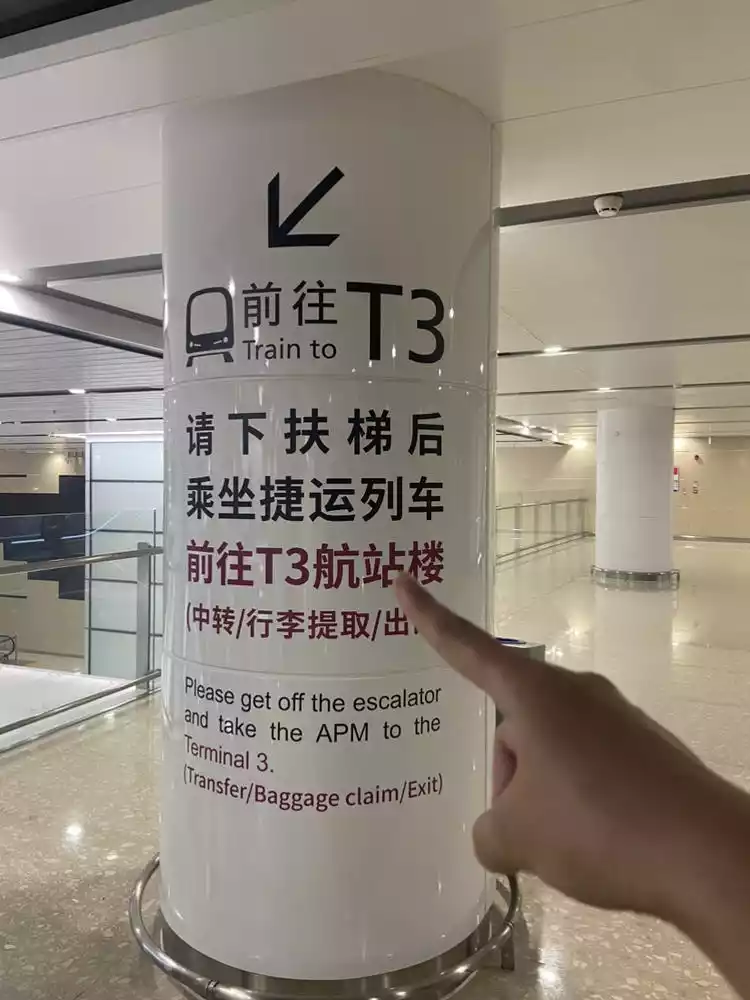 前往
Train to T3
请下扶梯后
乘坐捷运列车
前往T3航站楼
(中转/行李提取/出
Please get off the escalator
and take the APM to the
Terminal 3.
(Transfer/Baggage claim/Exit)